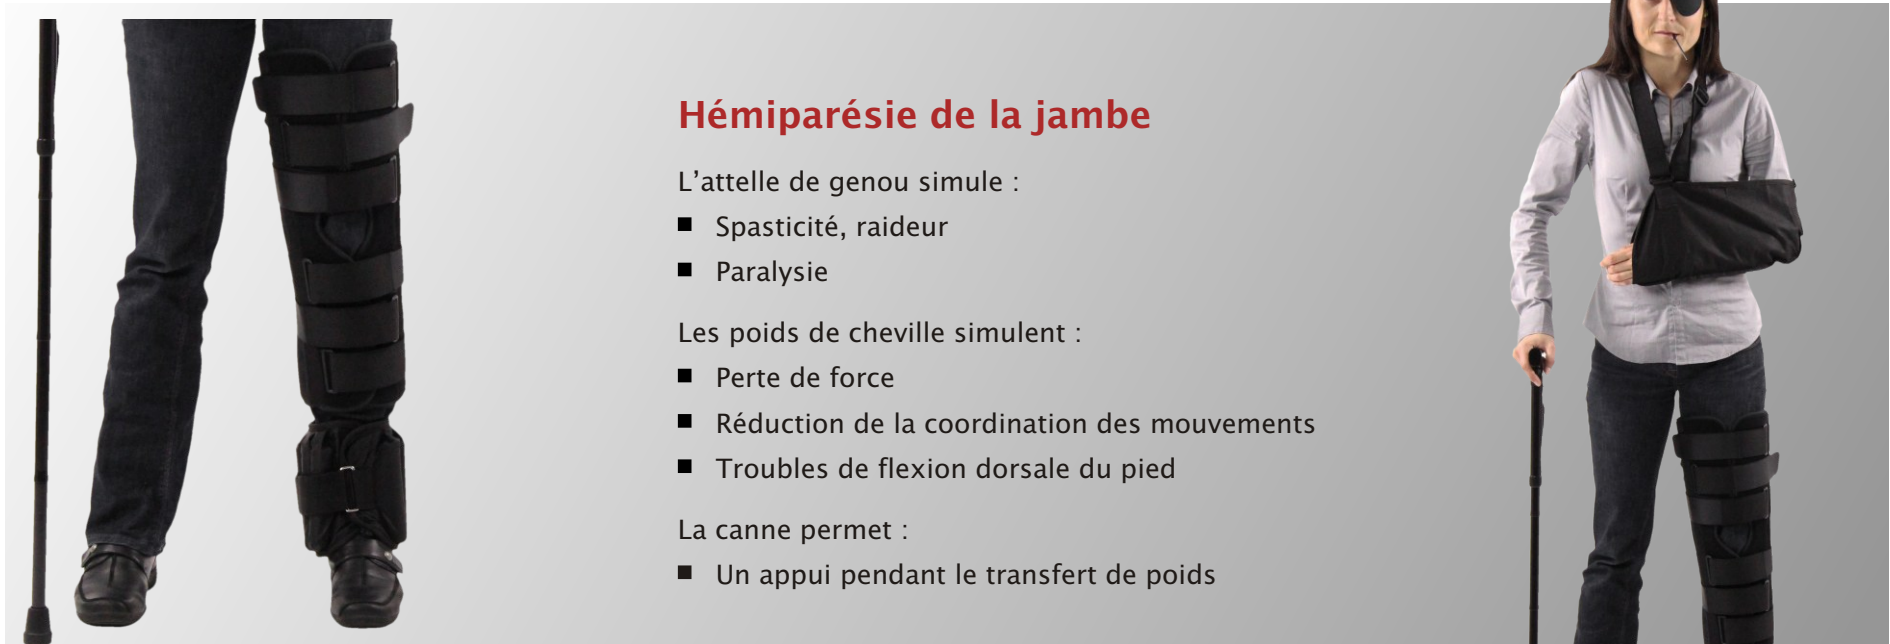 Hémiparésie de la jambe
L’attelle de genou simule :
■ Spasticité, raideur
■ Paralysie
Les poids de cheville simulent :
■ Perte de force
■ Réduction de la coordination des mouvements
■ Troubles de flexion dorsale du pied
La canne permet :
■ Un appui pendant le transfert de poids